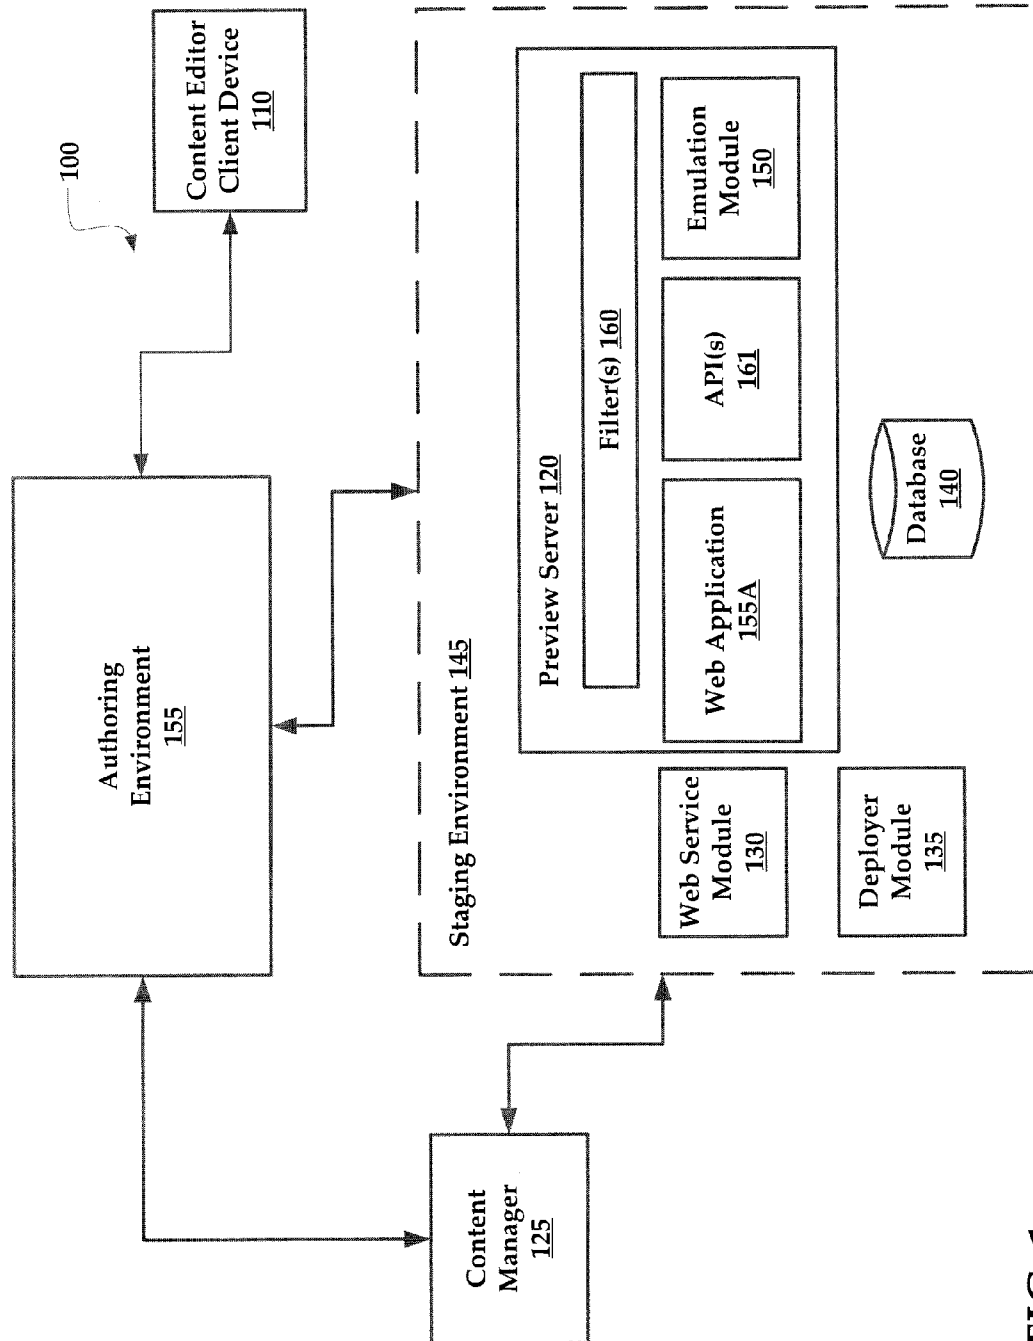 100
Content Editor
Client Device
110
Authoring
Environment
155
Content
Manager
125
Staging Environment 145
Preview Server 120
Filter(s) 160
Web Application
155A
API(s)
161
Emulation
Module
150
Web Service
Module
130
Deployer
Module
135
Database
140